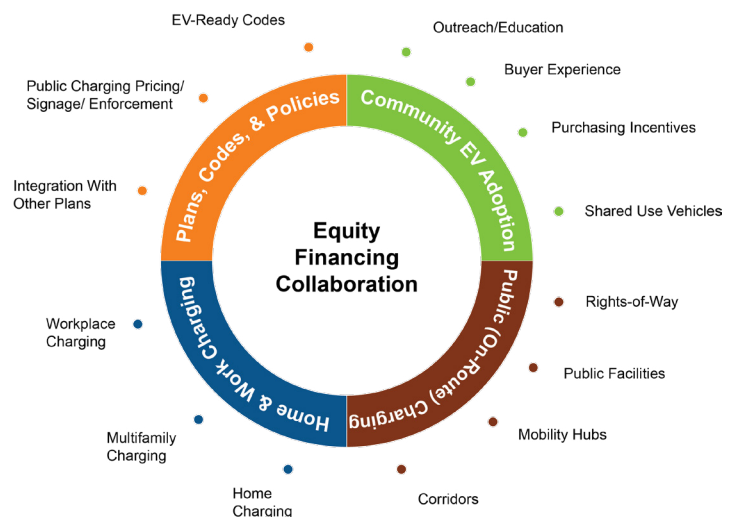 EV-Ready Codes
Outreach/Education
Buyer Experience
Public Charging Pricing/
Signage/ Enforcement
Purchasing Incentives
Integration With
Other Plans
Shared Use Vehicles
Plans, Codes, & Policies
Community EV Adoption
Equity
Financing
Collaboration
Home & Work Charging
Public (On-Route) Charging
Rights-of-Way
Workplace
Charging
Public Facilities
Multifamily
Charging
Mobility Hubs
Home
Charging
Corridors